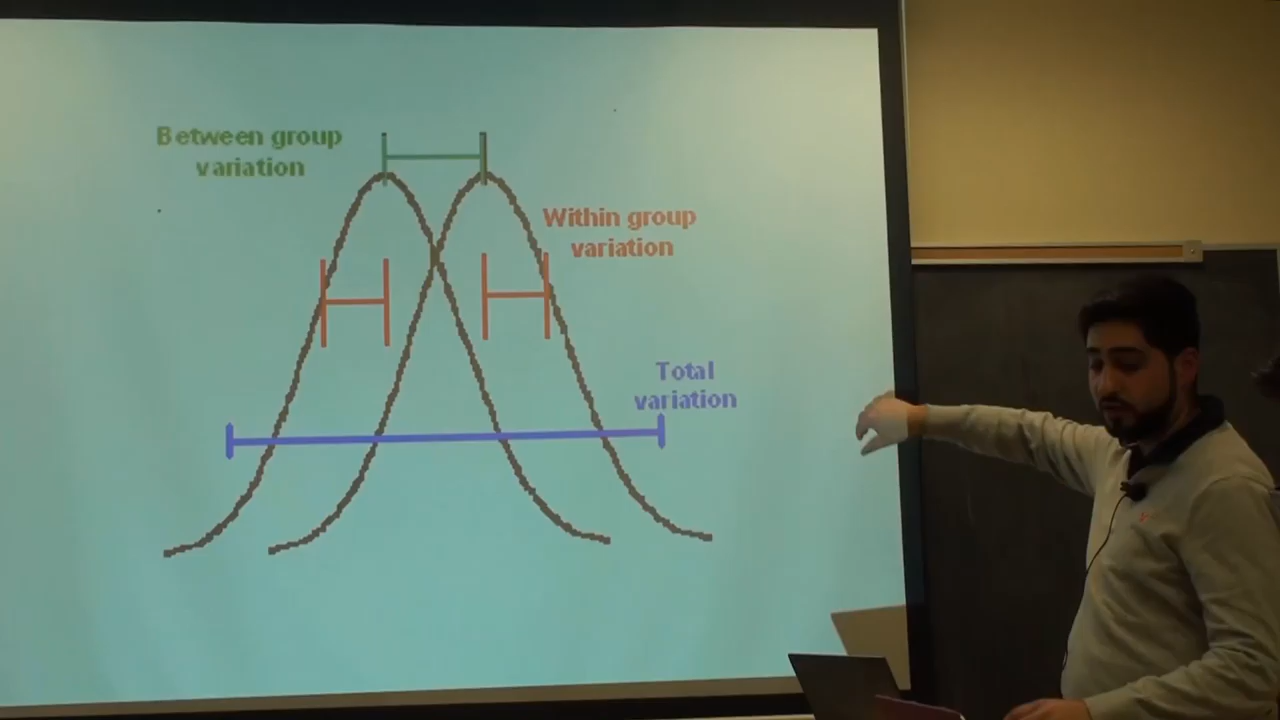 Between group
variation
Within group
variation
Total
variation